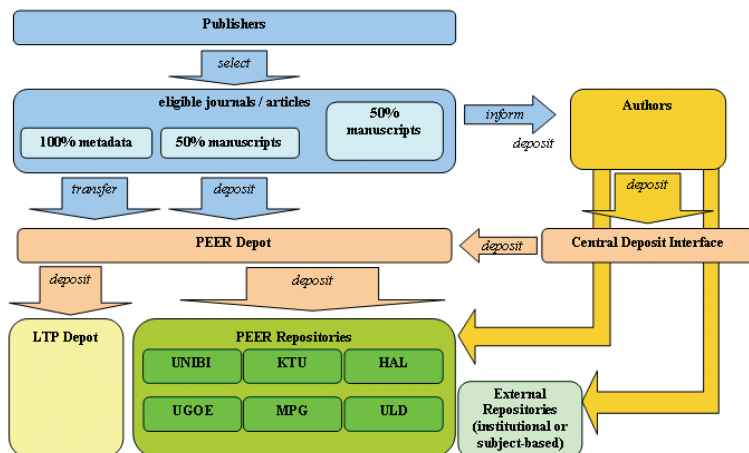 Publishers
select
eligible journals / articles
50%
manuscripts
100% metadata
50% manuscripts
inform
deposit
Authors
transfer
deposit
deposit
PEER Depot
deposit
Central Deposit Interface
deposit
deposit
LTP Depot
PEER Repositories
UNIBI
KTU
HAL
UGOE
MPG
ULD
External
Repositories
(institutional or
subject-based)